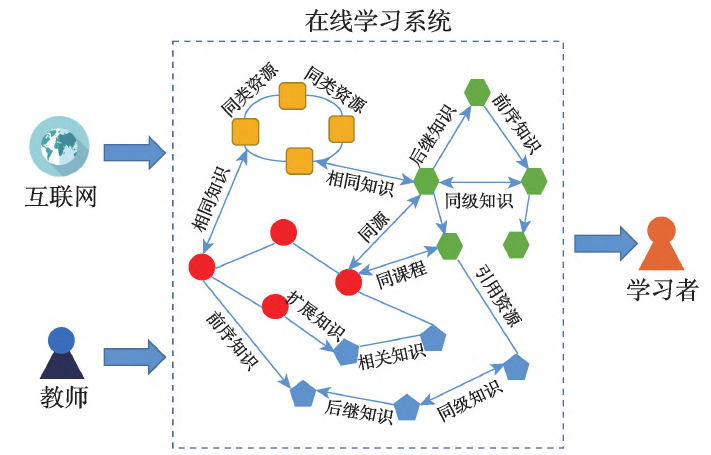 在线学习系统
同类资源
同类资源
后继知识
前序知识
互联网
相同知识
相同知识
同级知识
同源
同课程
引用资源
学习者
扩展知识
前序知识
相关知识
教师
后继知识
同级知识